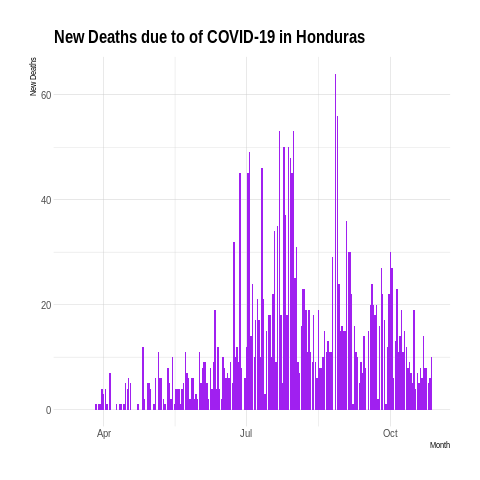 New Deaths due to of COVID-19 in Honduras
New Deaths
60
40
20
0
Apr
Jul
Oct
Month